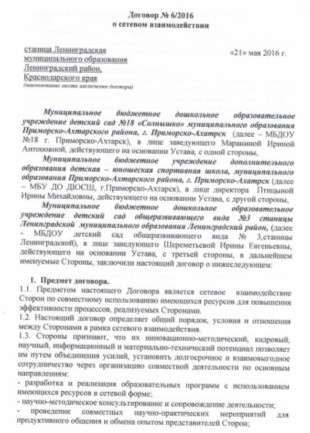 Договор № 6/2016
о сетевом взаимодействии
станица Ленинградская «21» мая 2016 г.
муниципального образования
Ленинградский район,
Краснодарского края
(наименование места заключения договора)
Муниципальное бюджетное дошкольное образовательное
учреждение детский сад №18 «Солнышко» муниципального образования
Приморско-Ахтарского района, г. Приморско-Ахтарск (далее – МБДОУ
№18 г. Приморско-Ахтарск), в лице заведующего Мараниной Ириной
Антоновной, действующего на основании Устава, с одной стороны,
Муниципальное бюджетное учреждение дополнительного
образования детская – юношеская спортивная школа, муниципального
образования Приморско-Ахтарского района, г. Приморско-Ахатрск (далее
– МБУ ДО ДЮСШ, г.Приморско-Ахтарск), в лице директора Птицыной
Ирины Михайловны, действующего на основании Устава, с другой стороны,
Муниципальное бюджетное дошкольное образовательное
учреждение детский сад общеразвивающего вида №3 станицы
Ленинградской муниципального образования Ленинградский район, (далее
- МБДОУ детский сад общеразвивающего вида № 3,станицы
Ленинградской), в лице заведующего Шереметьевой Ирины Евгеньевны,
действующего на основании Устава, с третьей стороны, в дальнейшем
именуемые Стороны, заключили настоящий договор о нижеследующем:
1. Предмет договора.
1.1. Предметом настоящего Договора является сетевое взаимодействие
Сторон по совместному использованию имеющихся ресурсов для повышения
эффективности процессов, реализуемых Сторонами.
1.2. Настоящий договор определяет общий порядок, условия и отношения
между Сторонами в рамка сетевого взаимодействия.
1.3. Стороны признают, что их инновационно-методический, кадровый,
научный, информационный и материально-технический потенциал позволяет
им путем объединения усилий, установить долгосрочное и взаимовыгодное
сотрудничество через организацию совместной деятельности по основным
направлениям:
- разработка и реализация образовательных программ с использованием
имеющихся ресурсов в сетевой форме;
- научно-методическое консультирование и сопровождение деятельности;
- проведение совместных научно-практических мероприятий для
продуктивного общения и обмена опытом представителей Сторон;